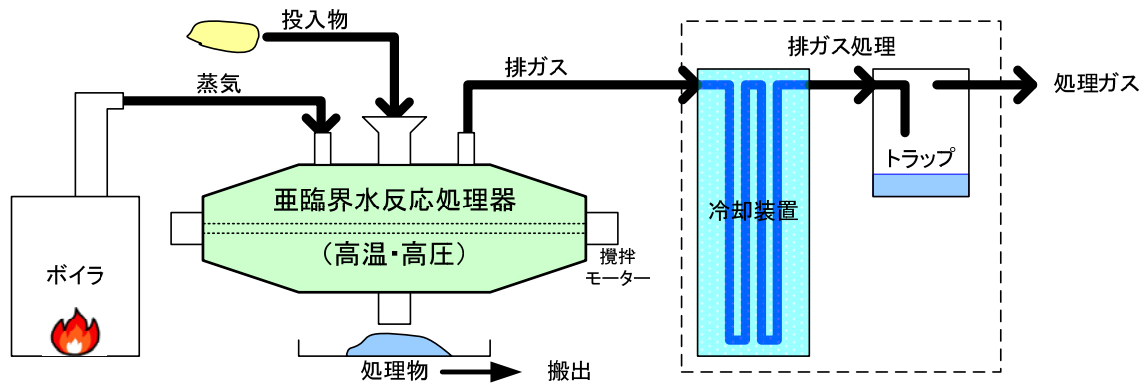 投入物
蒸気
排ガス
排ガス処理
処理ガス
トラップ
亜臨界水反応処理器
（高温・高圧）
冷却装置
ボイラ
攪拌
モーター
処理物
搬出